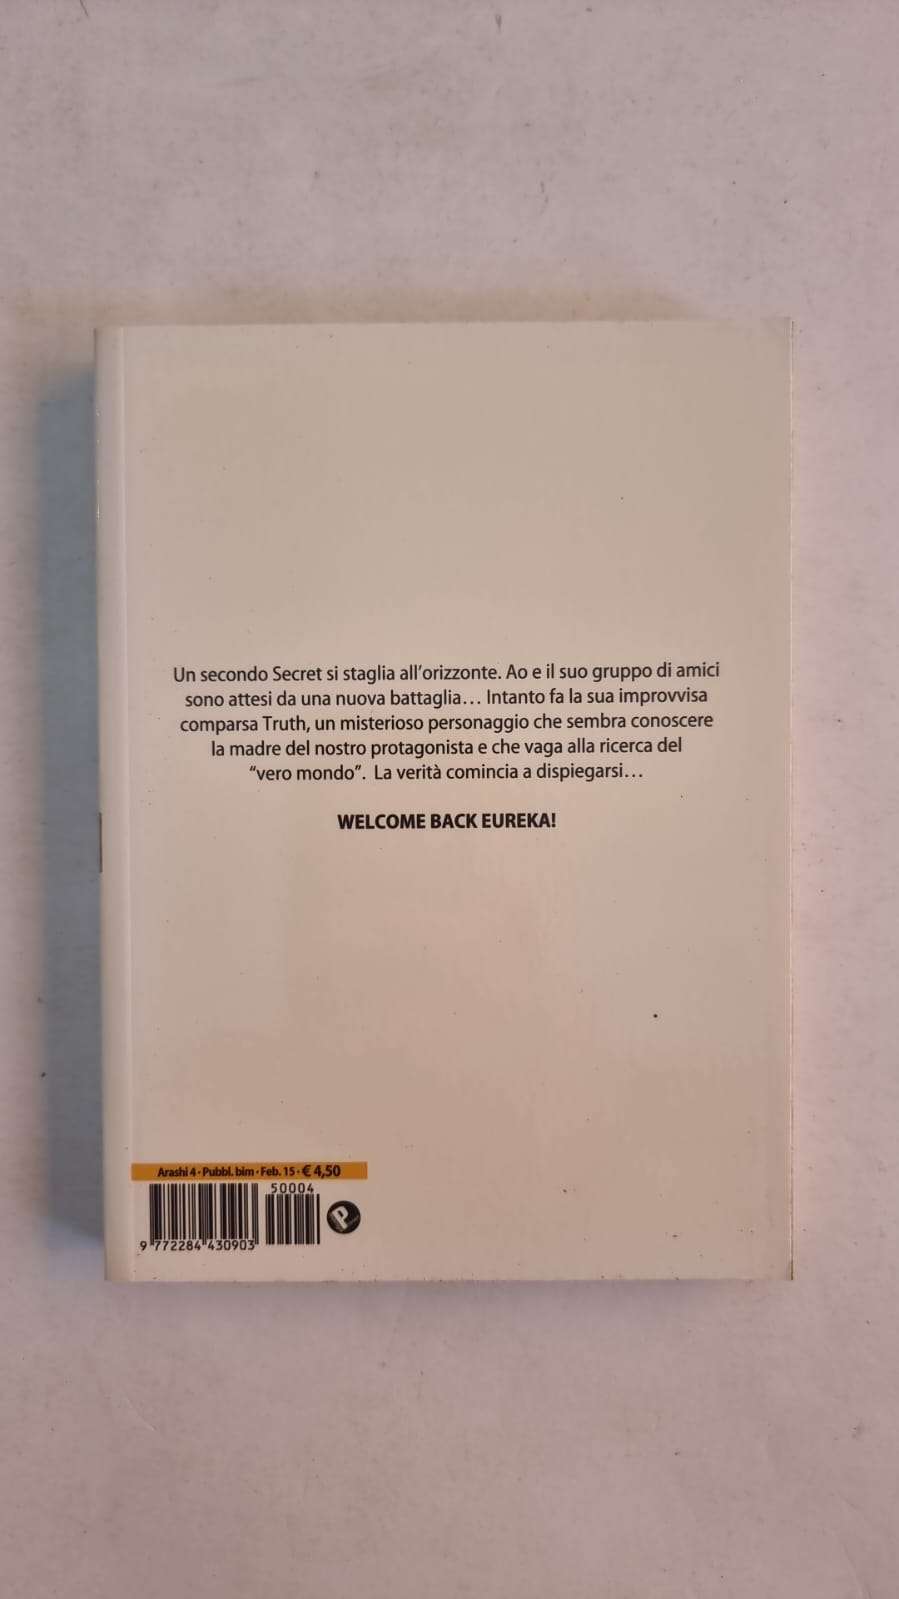 Un secondo Secret si staglia all'orizzonte. Ao e il suo gruppo di amici
sono attesi da una nuova battaglia... Intanto fa la sua improvvisa
comparsa Truth, un misterioso personaggio che sembra conoscere
la madre del nostro protagonista e che vaga alla ricerca del
“vero mondo”. La verità comincia a dispiegarsi...
WELCOME BACK EUREKA!
Arashi 4 • Pubbl. bim • Feb. 15 • € 4,50
50004
9 772284 430903
P